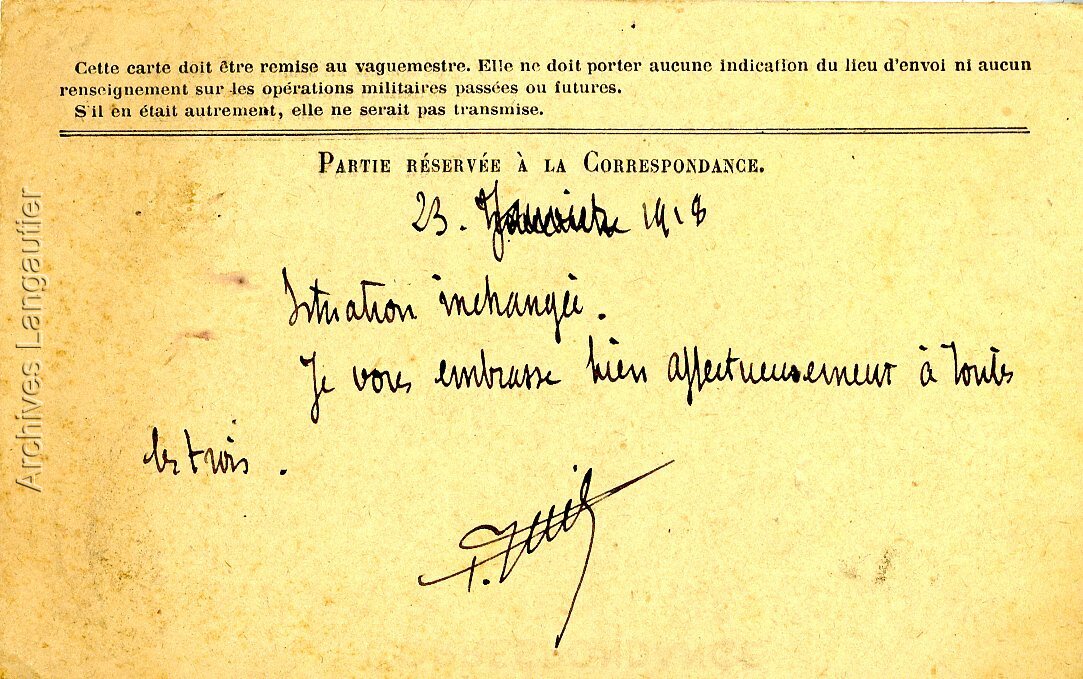 Cette carte doit être remise au vaguemestre. Elle ne doit porter aucune indication du lieu d'envoi ni aucun
renseignement sur les opérations militaires passées ou futures.
S'il en était autrement, elle ne serait pas transmise.
PARTIE RÉSERVÉE À LA CORRESPONDANCE.
23. 1918
Situation inchangée.
Je vous embrasse bien affectueusement à toutes
les trois.
Archives Langautier